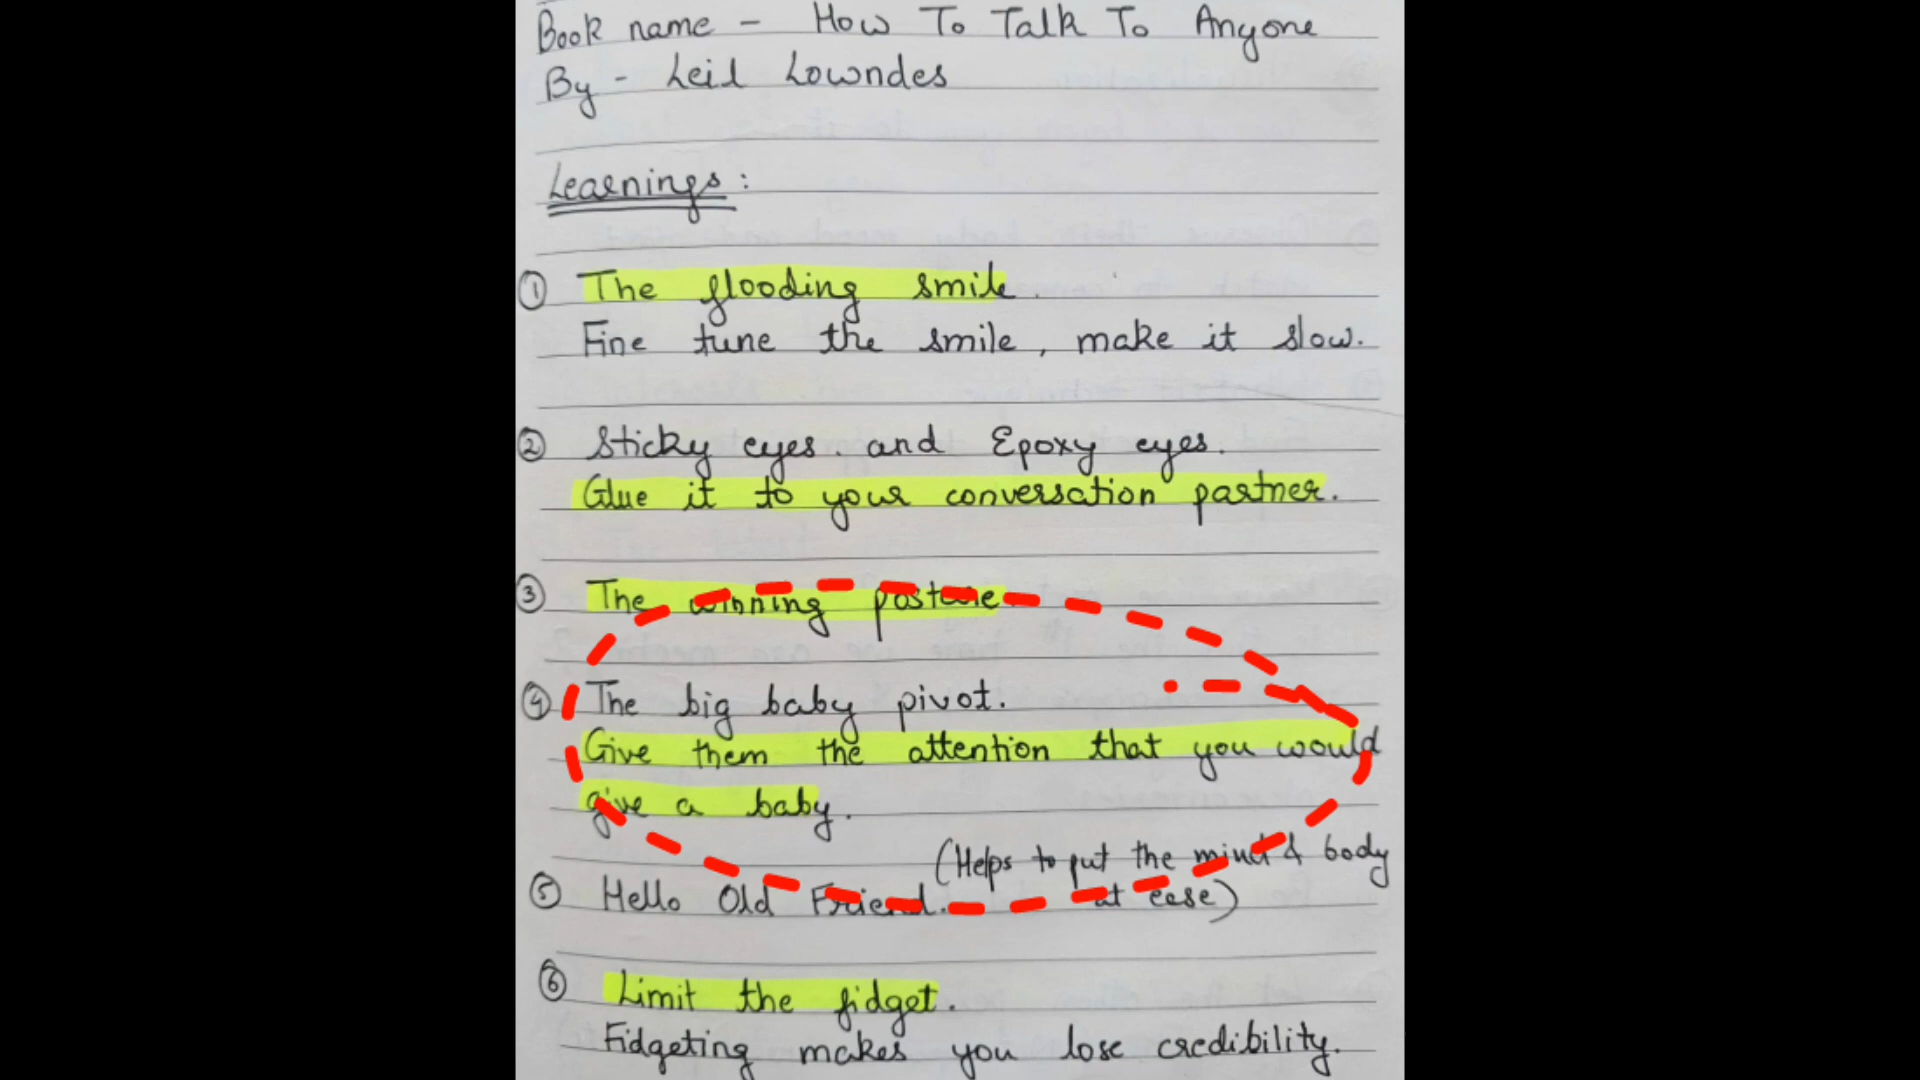 Book name - How To Talk To Anyone
By - Leil Lowndes
Learnings :
① The flooding smile.
Fine tune the smile, make it slow.
② Sticky eyes. and Epoxy eyes.
Glue it to your conversation partner.
③ The winning posture
④ The big baby pivot.
Give them the attention that you would
give a baby.
(Helps to put the mind & body
⑤ Hello Old Friend. at ease)
⑥ Limit the fidget.
Fidgeting makes you lose credibility.